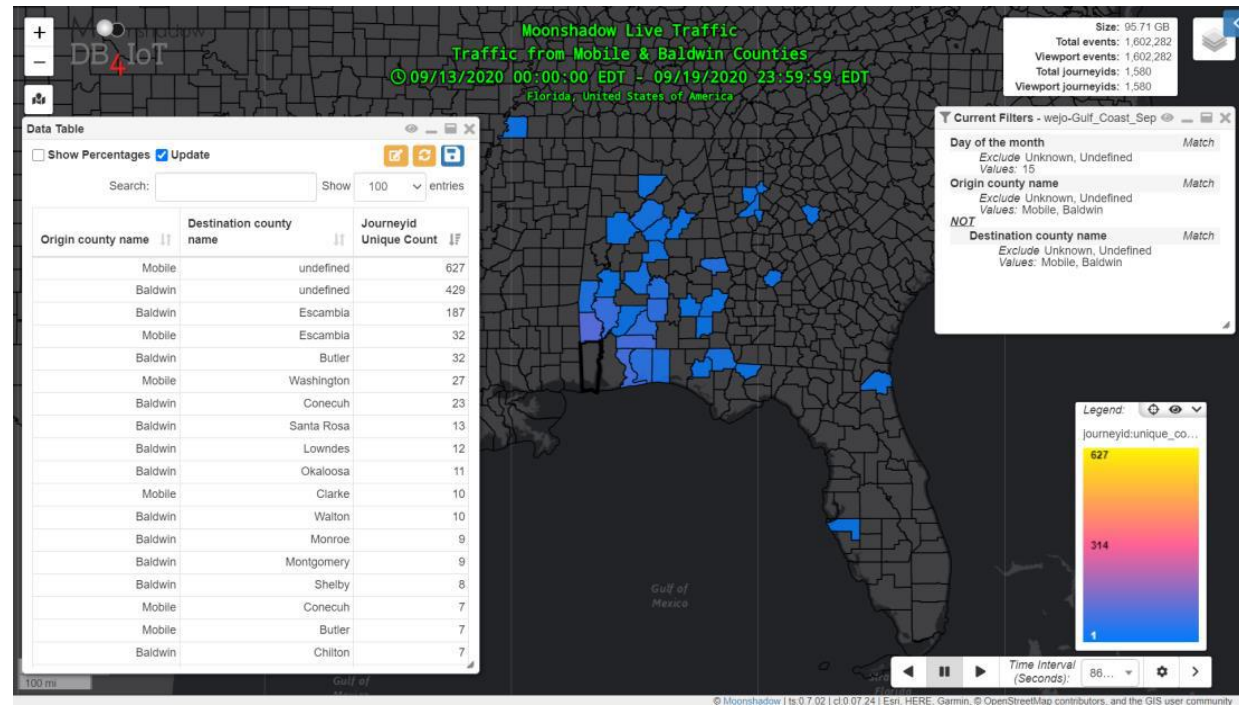 +
−
Moonshadow
DB4IoT
Moonshadow Live Traffic
Traffic from Mobile & Baldwin Counties
09/13/2020 00:00:00 EDT - 09/19/2020 23:59:59 EDT
Florida, United States of America
Size: 95.71 GB
Total events: 1,602,282
Viewport events: 1,602,282
Total journeyids: 1,580
Viewport journeyids: 1,580
Data Table
Show Percentages Update
Search: Show 100 entries
Origin county name Destination county name Journeyid Unique Count
Mobile undefined 627
Baldwin undefined 429
Baldwin Escambia 187
Mobile Escambia 32
Baldwin Butler 32
Mobile Washington 27
Baldwin Conecuh 23
Baldwin Santa Rosa 13
Baldwin Lowndes 12
Baldwin Okaloosa 11
Mobile Clarke 10
Baldwin Walton 10
Baldwin Monroe 9
Baldwin Montgomery 9
Baldwin Shelby 8
Mobile Conecuh 7
Mobile Butler 7
Baldwin Chilton 7
Current Filters - wejo-Gulf_Coast_Sep
Day of the month Match
Exclude Unknown, Undefined
Values: 15
Origin county name Match
Exclude Unknown, Undefined
Values: Mobile, Baldwin
NOT
Destination county name Match
Exclude Unknown, Undefined
Values: Mobile, Baldwin
Legend:
journeyid:unique_co...
627
314
1
Gulf of
Mexico
Gulf of
100 mi
Time Interval
(Seconds): 86...
© Moonshadow | ts.0.7.02 | cl.0.07.24 | Esri, HERE, Garmin, © OpenStreetMap contributors, and the GIS user community